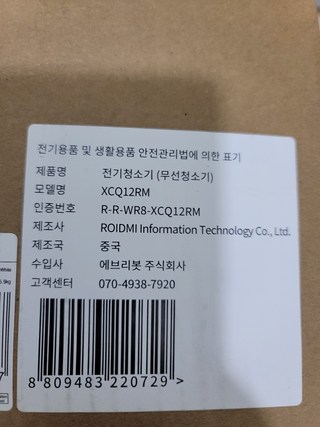 전기용품 및 생활용품 안전관리법에 의한 표기
제품명 전기청소기 (무선청소기)
모델명 XCQ12RM
인증번호 R-R-WR8-XCQ12RM
제조사 ROIDMI Information Technology Co., Ltd.
제조국 중국
수입사 에브리봇 주식회사
고객센터 070-4938-7920
8 809483 220729 >